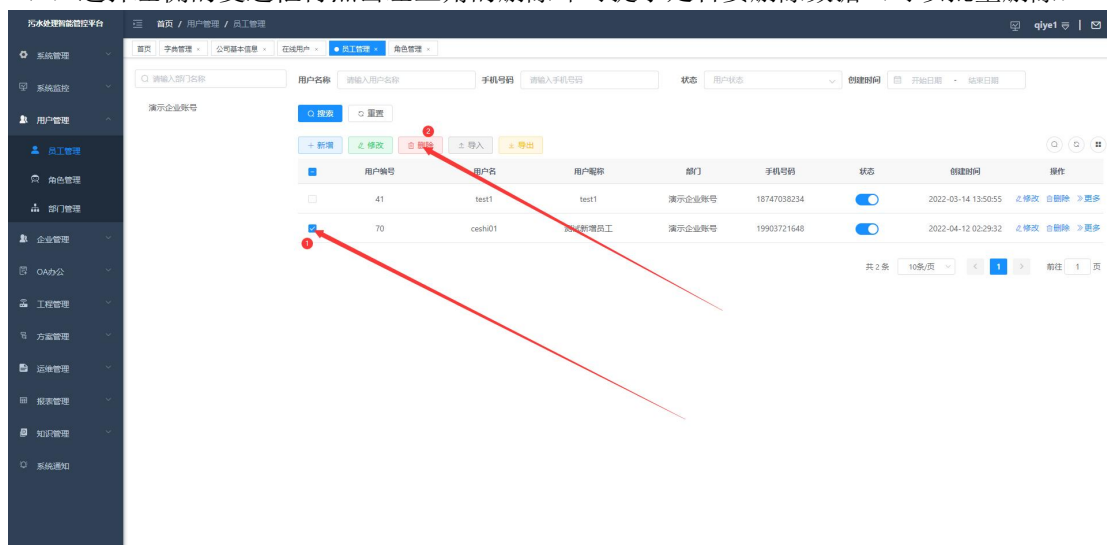 污水处理智能管控平台
首页 / 用户管理 / 员工管理
qiye1
首页 字典管理 × 公司基本信息 × 在线用户 × 员工管理 × 角色管理 ×
系统管理
系统监控
用户管理
员工管理
角色管理
部门管理
企业管理
OA办公
工程管理
方案管理
运维管理
报表管理
知识管理
系统通知
请输入部门名称
演示企业账号
用户名称 请输入用户名称 手机号码 请输入手机号码 状态 用户状态 创建时间 开始日期 - 结束日期
搜索 重置
2
+ 新增 修改 删除 导入 导出
用户编号 用户名 用户昵称 部门 手机号码 状态 创建时间 操作
41 test1 test1 演示企业账号 18747038234 2022-03-14 13:50:55 修改 删除 更多
70 ceshi01 测试新增员工 演示企业账号 19903721648 2022-04-12 02:29:32 修改 删除 更多
1
共 2 条 10条/页 < 1 > 前往 1 页